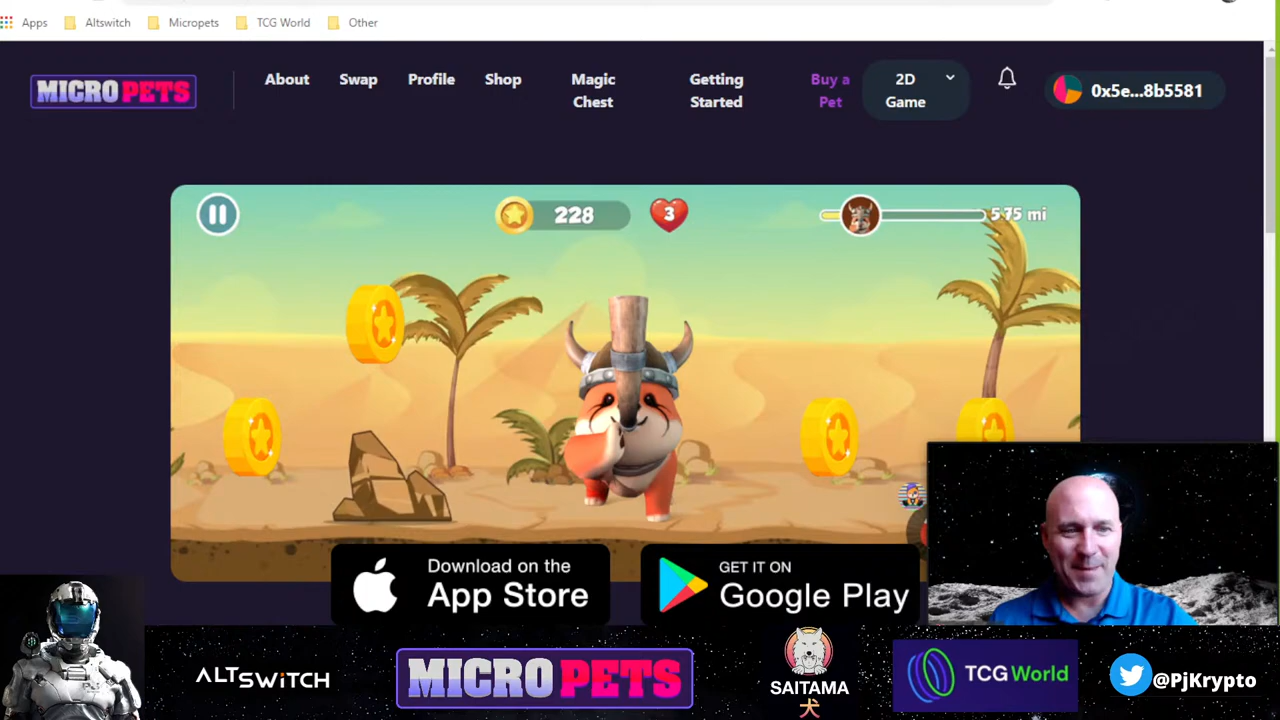 Apps
Altswitch
Micropets
TCG World
Other
MICRO PETS
About
Swap
Profile
Shop
Magic
Chest
Getting
Started
Buy a
Pet
2D
Game
0x5e...8b5581
228
3
5.75 mi
Download on the
App Store
GET IT ON
Google Play
ALTSWiTCH
MICRO PETS
SAITAMA
犬
TCG World
@PjKrypto